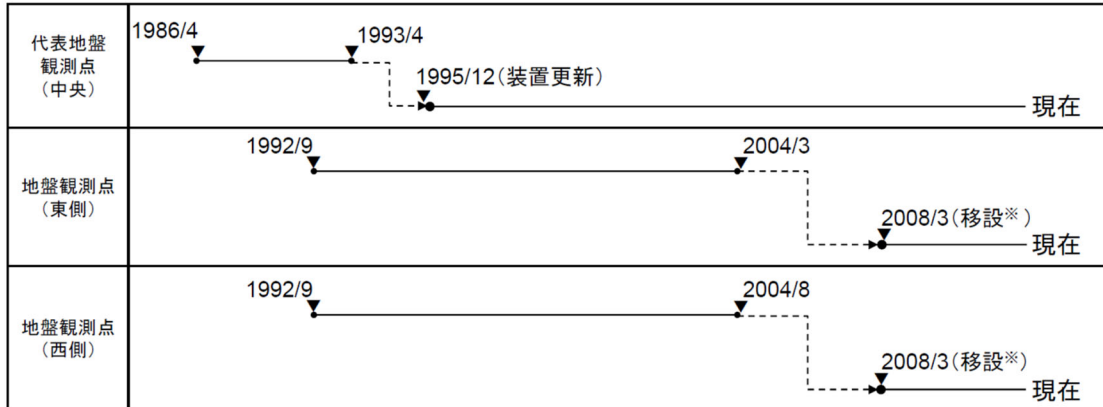 代表地盤
観測点
（中央）
1986/4
1993/4
1995/12（装置更新）
現在
地盤観測点
（東側）
1992/9
2004/3
2008/3（移設※）
現在
地盤観測点
（西側）
1992/9
2004/8
2008/3（移設※）
現在